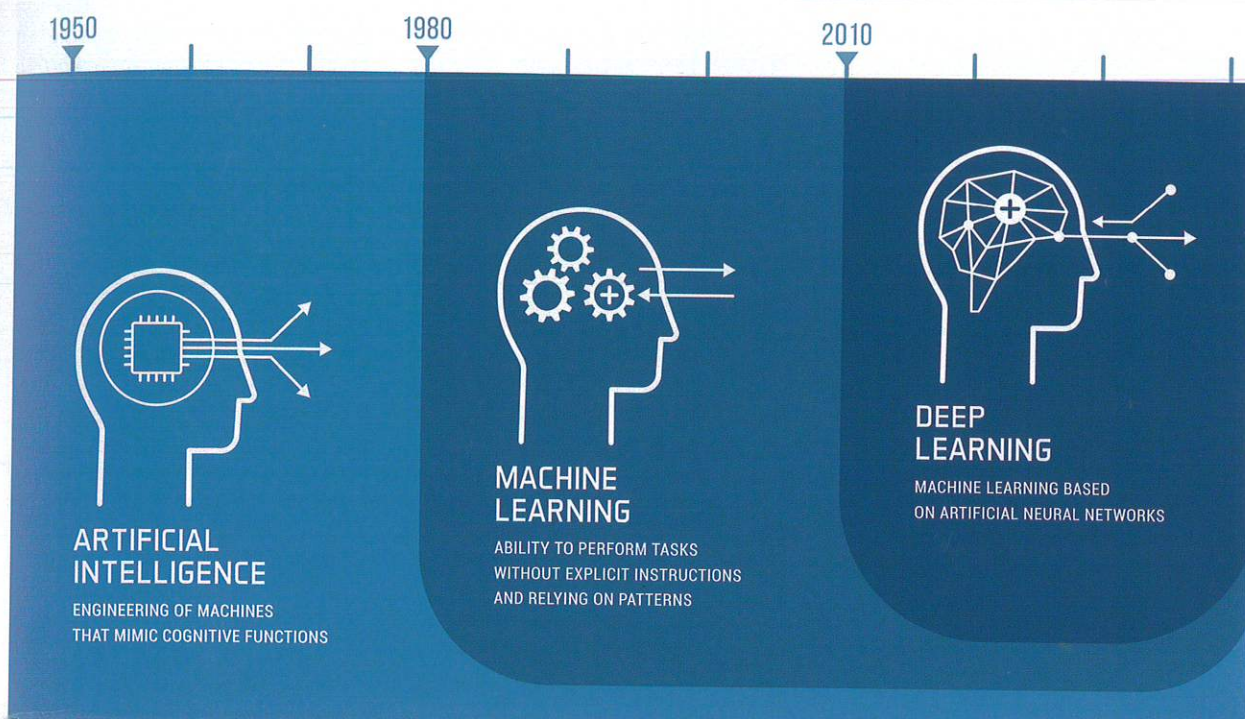 1950
1980
2010
ARTIFICIAL
INTELLIGENCE
ENGINEERING OF MACHINES
THAT MIMIC COGNITIVE FUNCTIONS
MACHINE
LEARNING
ABILITY TO PERFORM TASKS
WITHOUT EXPLICIT INSTRUCTIONS
AND RELYING ON PATTERNS
DEEP
LEARNING
MACHINE LEARNING BASED
ON ARTIFICIAL NEURAL NETWORKS